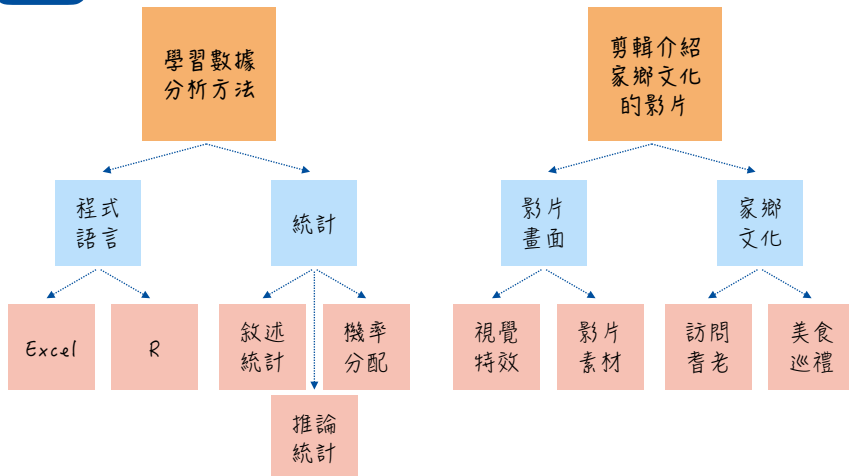 學習數據
分析方法
剪輯介紹
家鄉文化
的影片
程式
語言
統計
影片
畫面
家鄉
文化
Excel
R
敘述
統計
機率
分配
視覺
特效
影片
素材
訪問
耆老
美食
巡禮
推論
統計